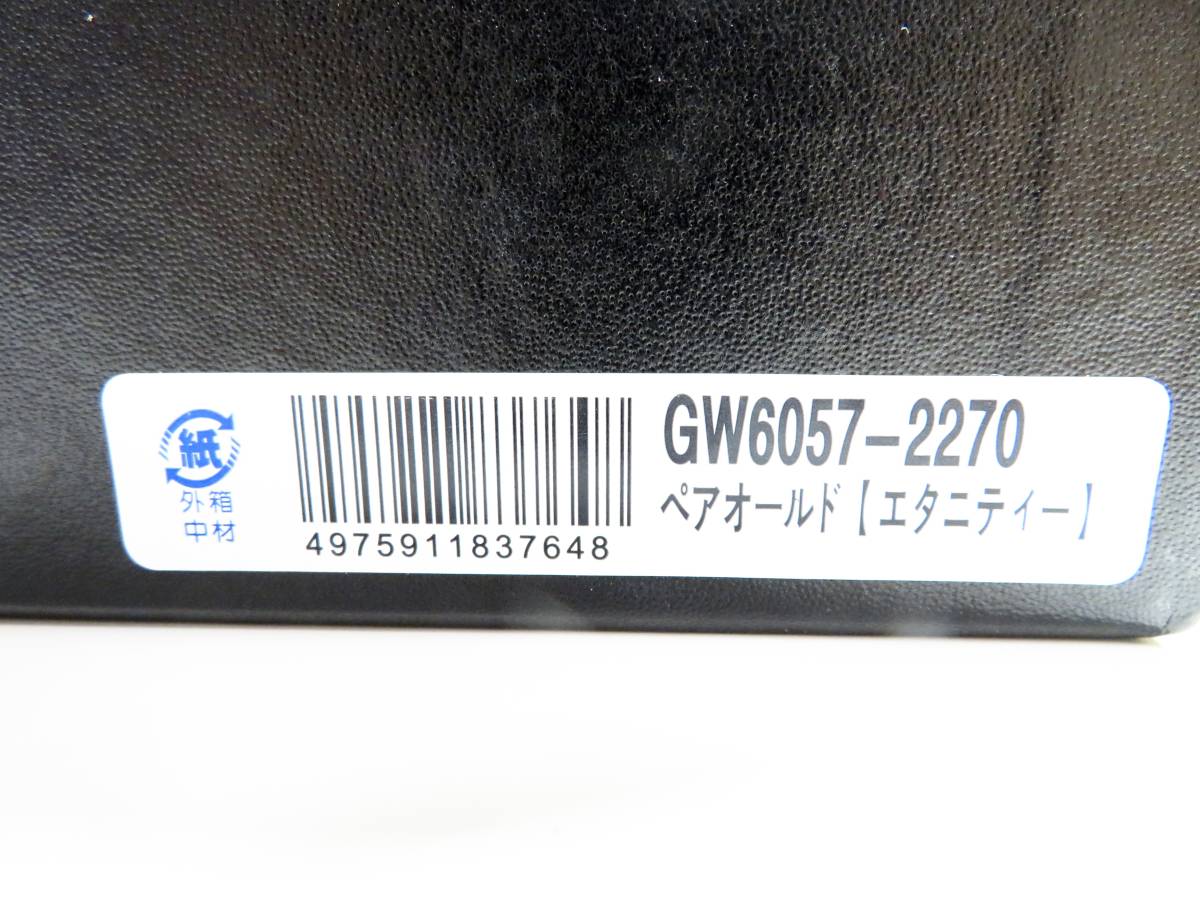 紙
外箱
中材
4975911837648
GW6057-2270
ペアオールド【エタニティー】